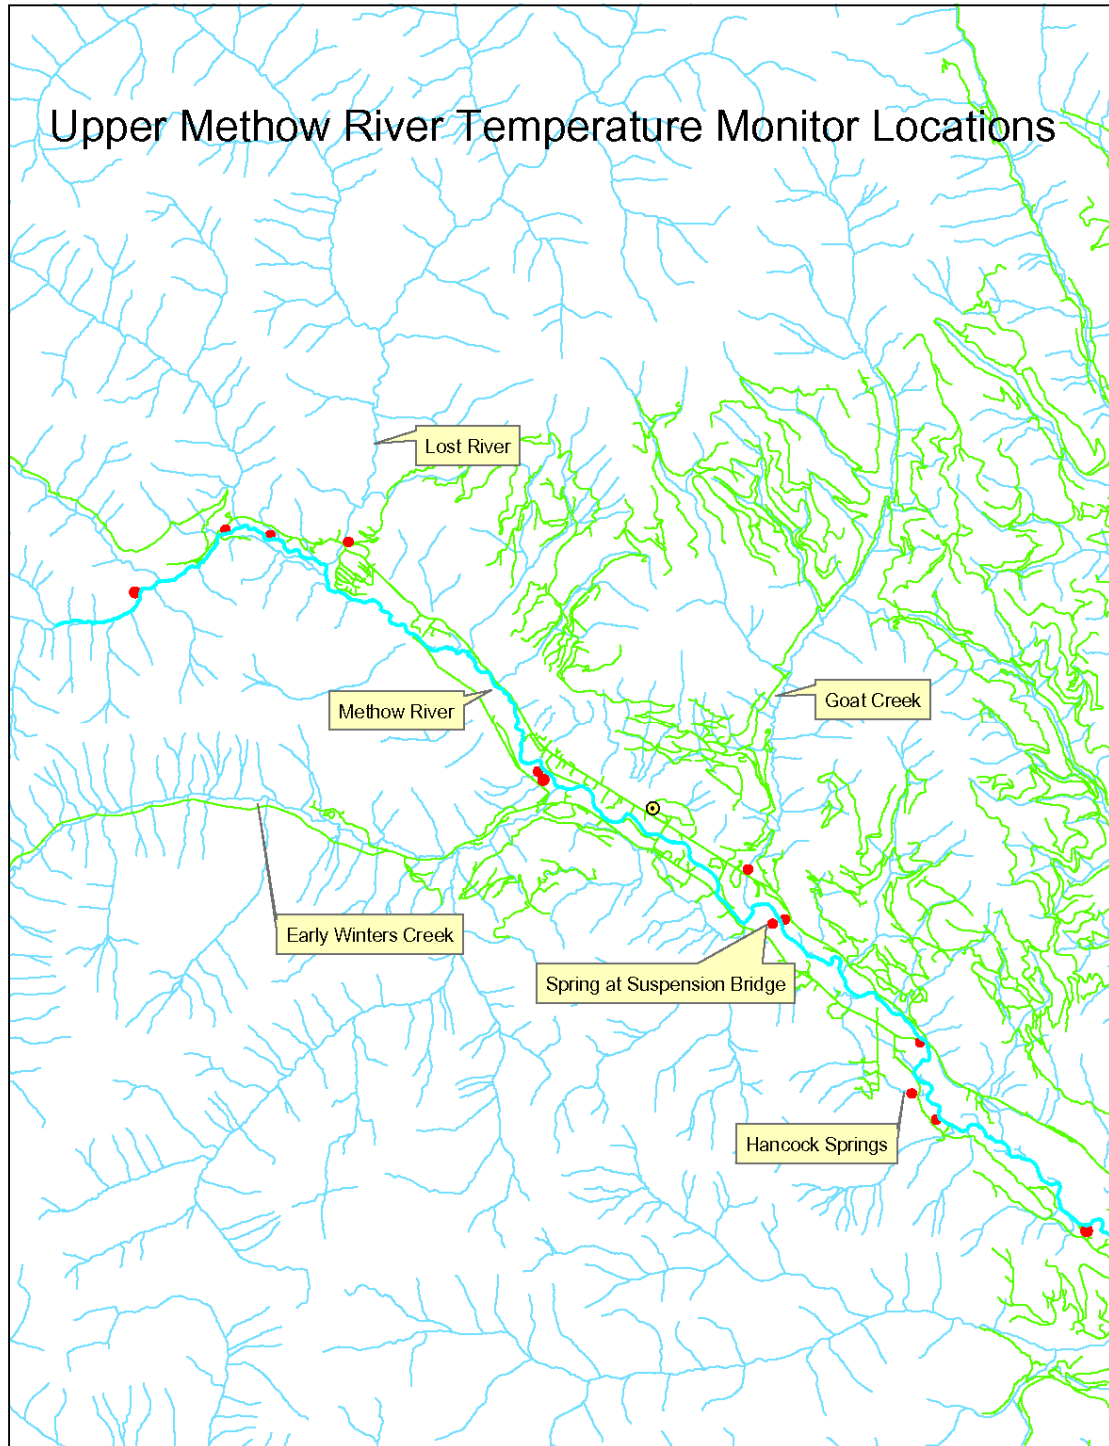 Upper Methow River Temperature Monitor Locations
Lost River
Methow River
Goat Creek
Early Winters Creek
Spring at Suspension Bridge
Hancock Springs